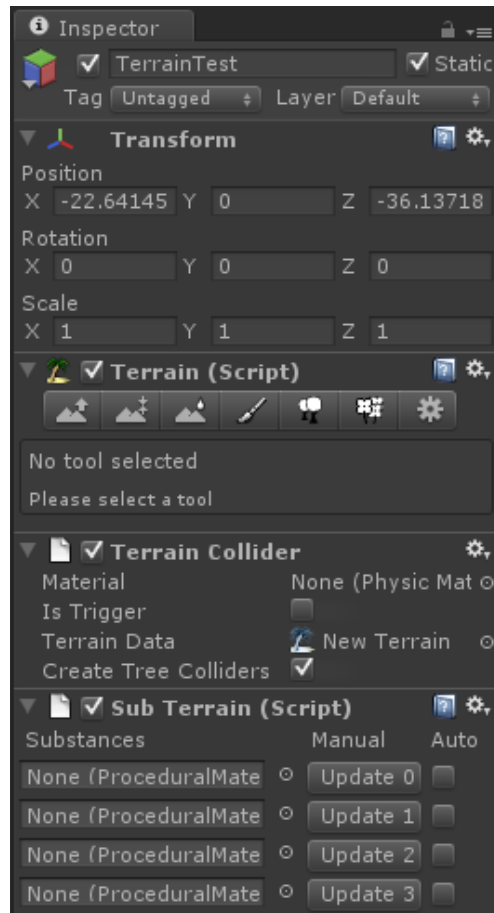 Inspector
TerrainTest Static
Tag Untagged Layer Default
Transform
Position
X -22.64145 Y 0 Z -36.13718
Rotation
X 0 Y 0 Z 0
Scale
X 1 Y 1 Z 1
Terrain (Script)
No tool selected
Please select a tool
Terrain Collider
Material None (Physic Mat
Is Trigger
Terrain Data New Terrain
Create Tree Colliders
Sub Terrain (Script)
Substances Manual Auto
None (ProceduralMate Update 0
None (ProceduralMate Update 1
None (ProceduralMate Update 2
None (ProceduralMate Update 3